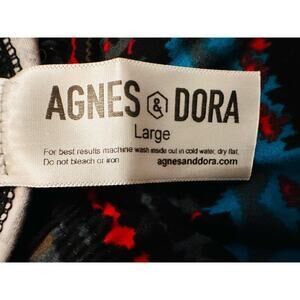 AGNES & DORA
Large
For best results machine wash inside out in cold water, dry flat,
Do not bleach or iron agnesanddora.com